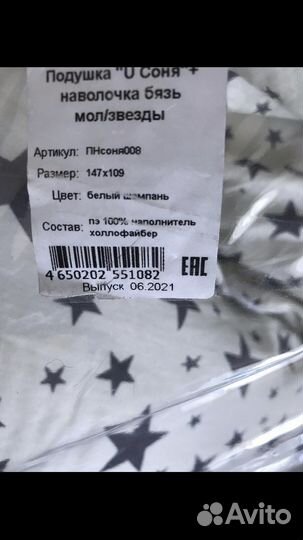 Подушка "U Соня"+
наволочка бязь
мол/звезды
Артикул: ПНсоня008
Размер: 147х109
Цвет: белый шампань
Состав: пэ 100% наполнитель
холлофайбер
4 650202 551082
EAC
Выпуск 06.2021
Avito